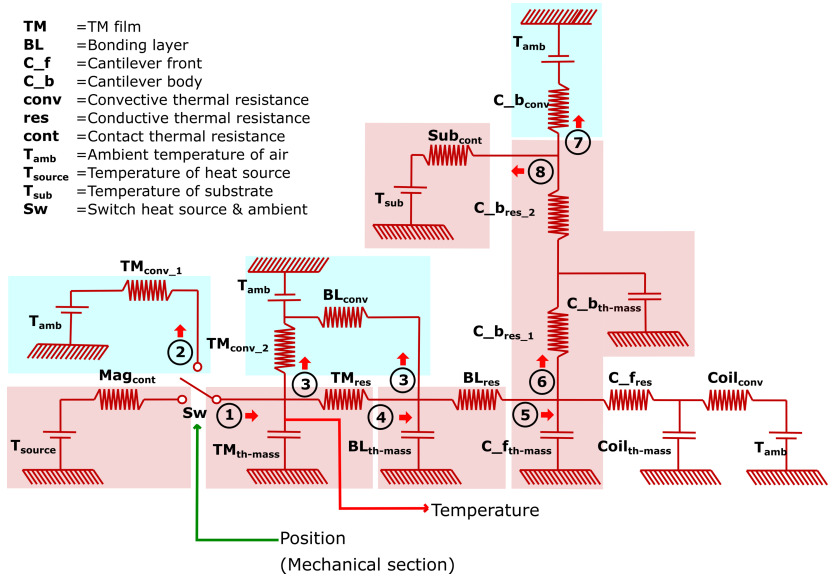 TM =TM film
BL =Bonding layer
C_f =Cantilever front
C_b =Cantilever body
conv =Convective thermal resistance
res =Conductive thermal resistance
cont =Contact thermal resistance
Tamb =Ambient temperature of air
Tsource =Temperature of heat source
Tsub =Temperature of substrate
Sw =Switch heat source & ambient
Tamb
C_bconv
7
Subcont
8
Tsub
C_bres_2
TMconv_1
Tamb
2
Tamb
BLconv
TMconv_2
3
3
C_bth-mass
C_bres_1
6
Magcont
Sw
Tsource
1
TMres
4
BLres
5
C_fres
Coilconv
TMth-mass
BLth-mass
C_fth-mass
Coilth-mass
Tamb
Temperature
Position
(Mechanical section)